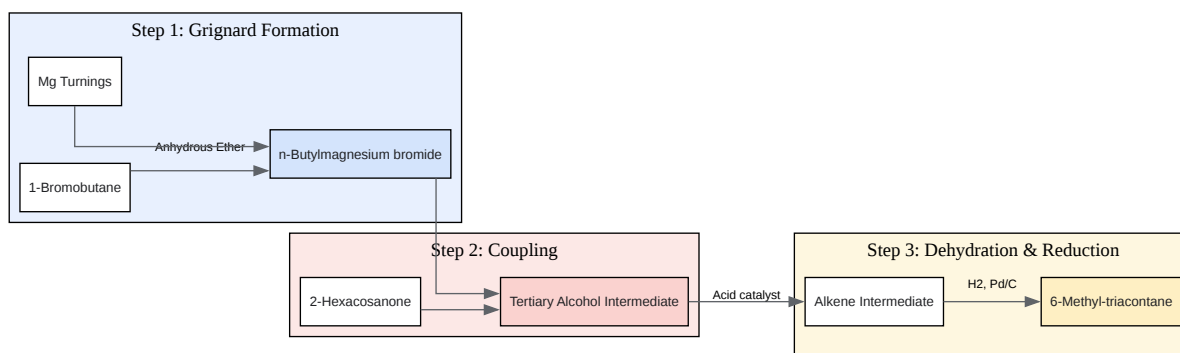 Step 1: Grignard Formation
Mg Turnings
Anhydrous Ether
n-Butylmagnesium bromide
1-Bromobutane
Step 2: Coupling
2-Hexacosanone
Tertiary Alcohol Intermediate
Acid catalyst
Step 3: Dehydration & Reduction
Alkene Intermediate
H2, Pd/C
6-Methyl-triacontane